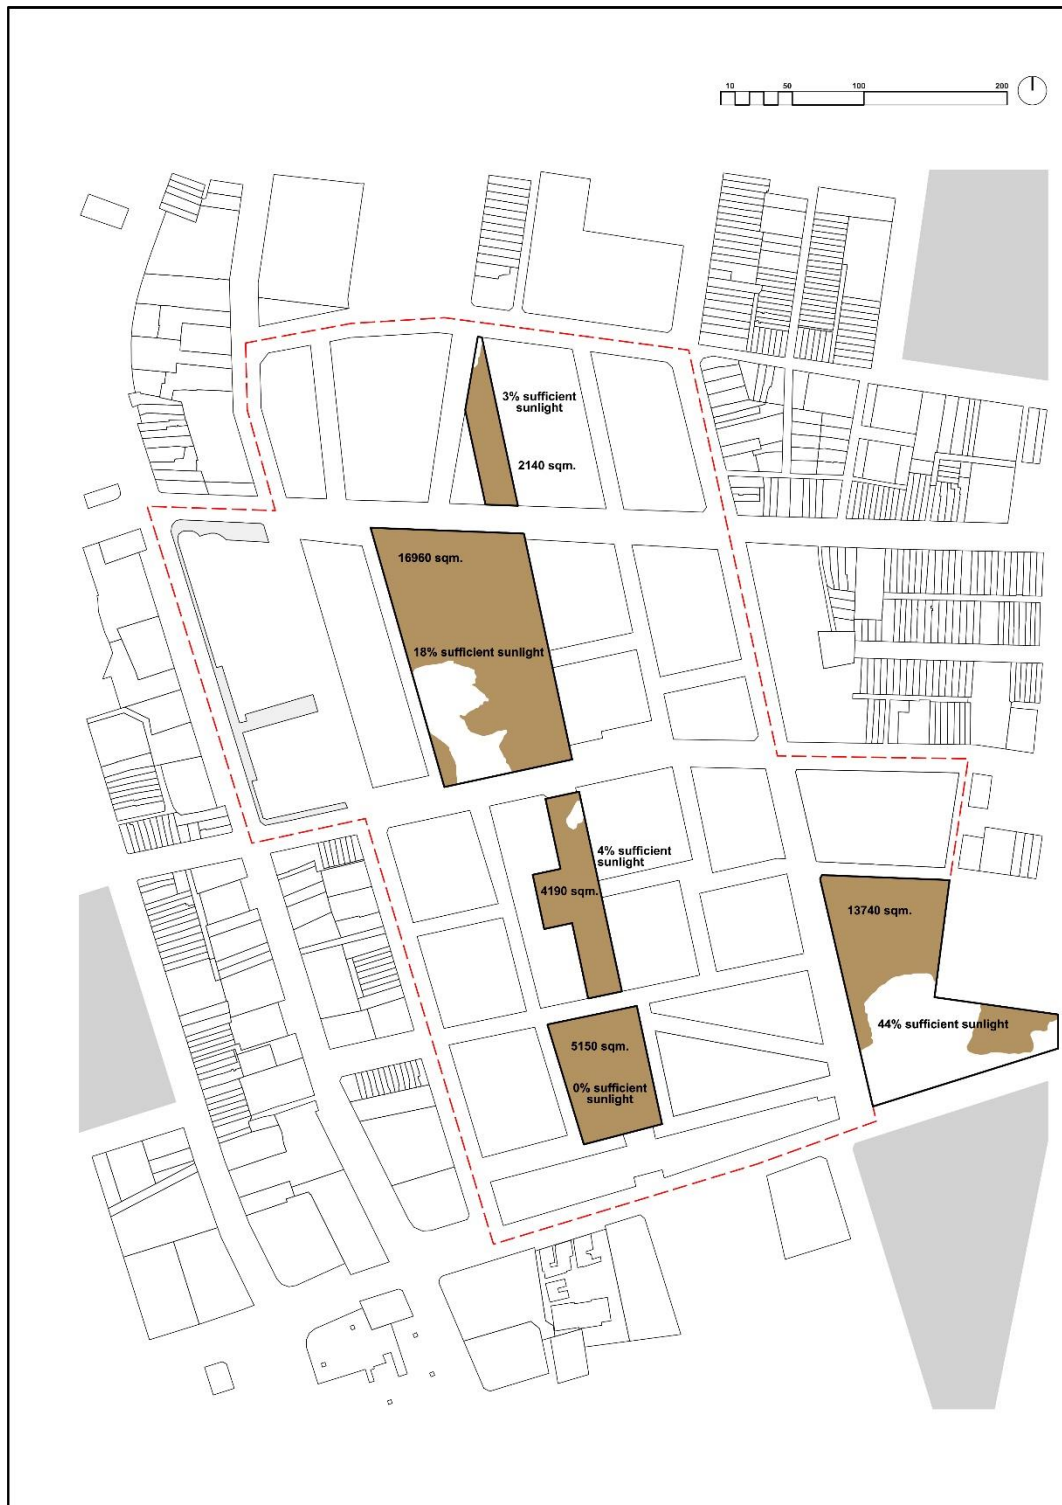 10 50 100 200
3% sufficient
sunlight
2140 sqm.
16960 sqm.
18% sufficient sunlight
4% sufficient
sunlight
4190 sqm.
13740 sqm.
44% sufficient sunlight
5150 sqm.
0% sufficient
sunlight